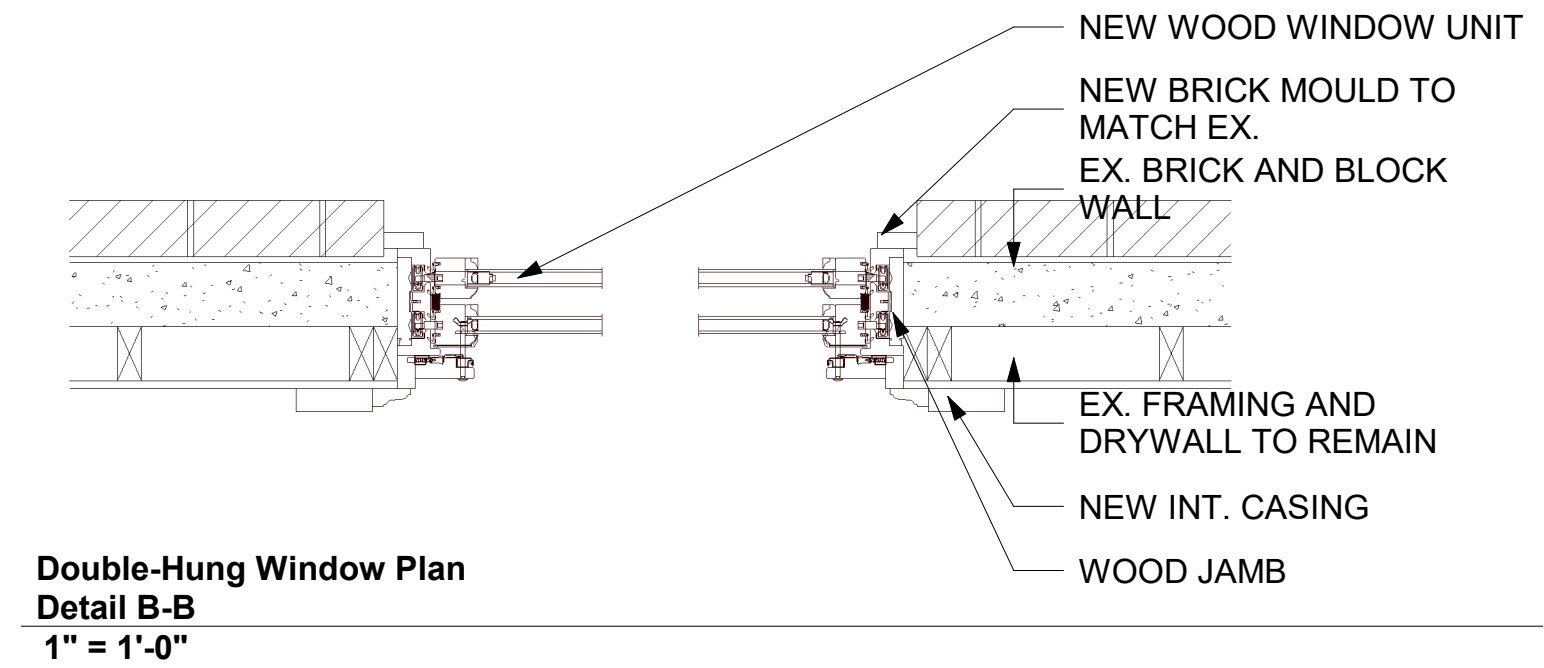 NEW WOOD WINDOW UNIT
NEW BRICK MOULD TO
MATCH EX.
EX. BRICK AND BLOCK
WALL
EX. FRAMING AND
DRYWALL TO REMAIN
NEW INT. CASING
WOOD JAMB
Double-Hung Window Plan
Detail B-B
1" = 1'-0"